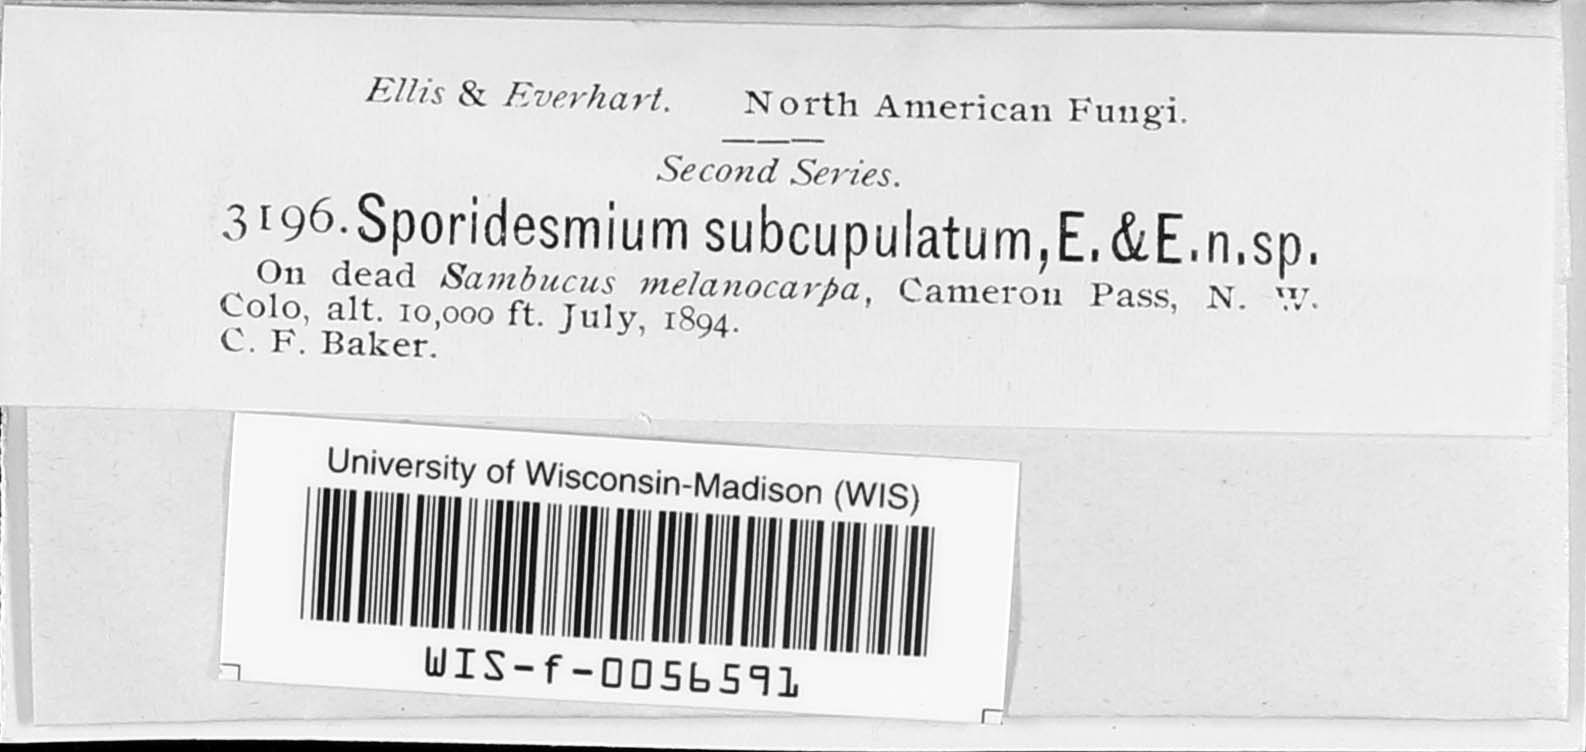 Ellis & Everhart. North American Fungi.
Second Series.
3196. Sporidesmium subcupulatum, E. & E. n. sp.
On dead Sambucus melanocarpa, Cameron Pass, N. W.
Colo, alt. 10,000 ft. July, 1894.
C. F. Baker.
University of Wisconsin-Madison (WIS)
WIS-f-0056591